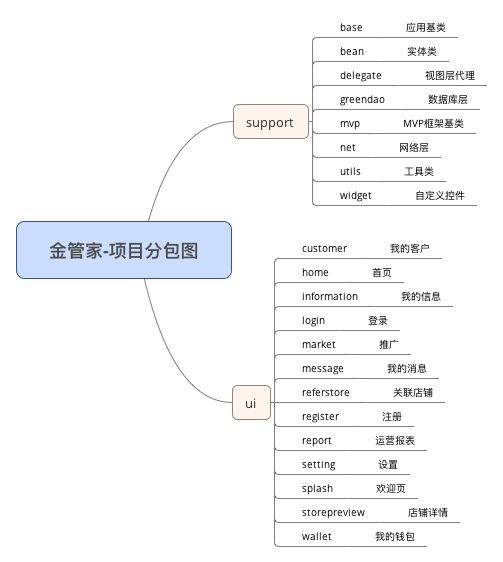 金管家-项目分包图
support
base 应用基类
bean 实体类
delegate 视图层代理
greendao 数据库层
mvp MVP框架基类
net 网络层
utils 工具类
widget 自定义控件
ui
customer 我的客户
home 首页
information 我的信息
login 登录
market 推广
message 我的消息
referstore 关联店铺
register 注册
report 运营报表
setting 设置
splash 欢迎页
storepreview 店铺详情
wallet 我的钱包